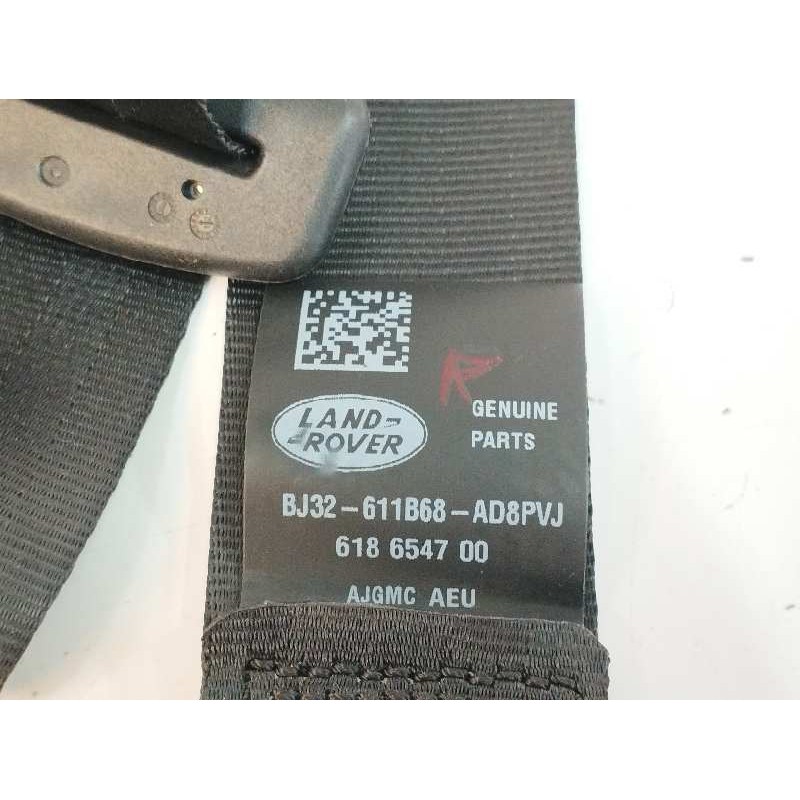 R
LAND-
-ROVER
GENUINE
PARTS
BJ32-611B68-AD8PVJ
618 6547 00
AJGMC AEU